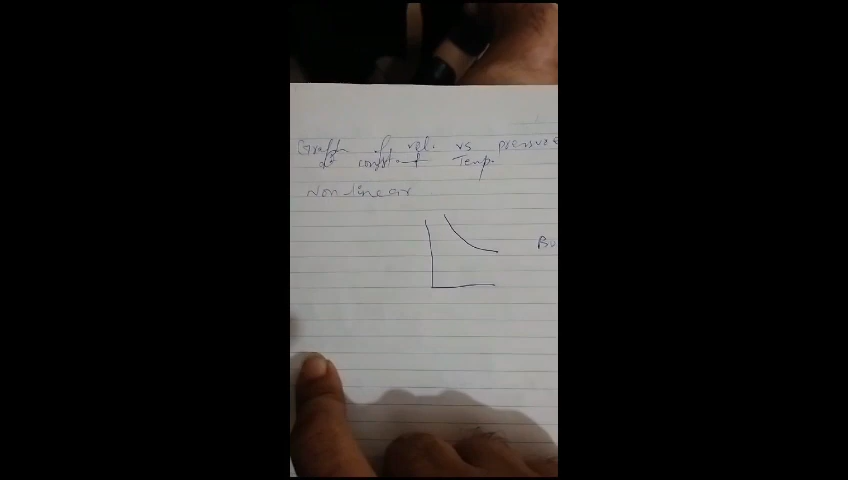 Graph of vol. vs pressure
at const. Temp.
Non linear